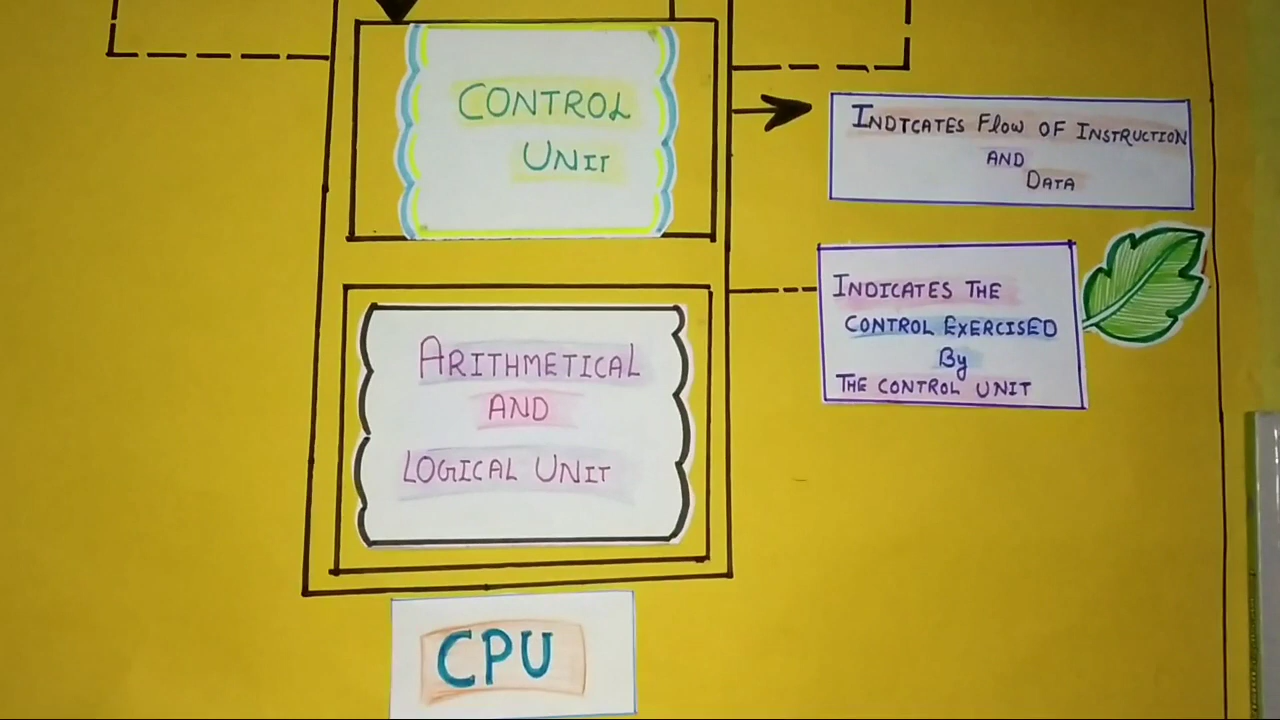 CONTROL
UNIT
INDICATES FlOW OF INSTRUCTION
AND
DATA
INDICATES THE
CONTROL EXERCISED
By
THE CONTROL UNIT
ARITHMETICAL
AND
LOGICAL UNIT
CPU